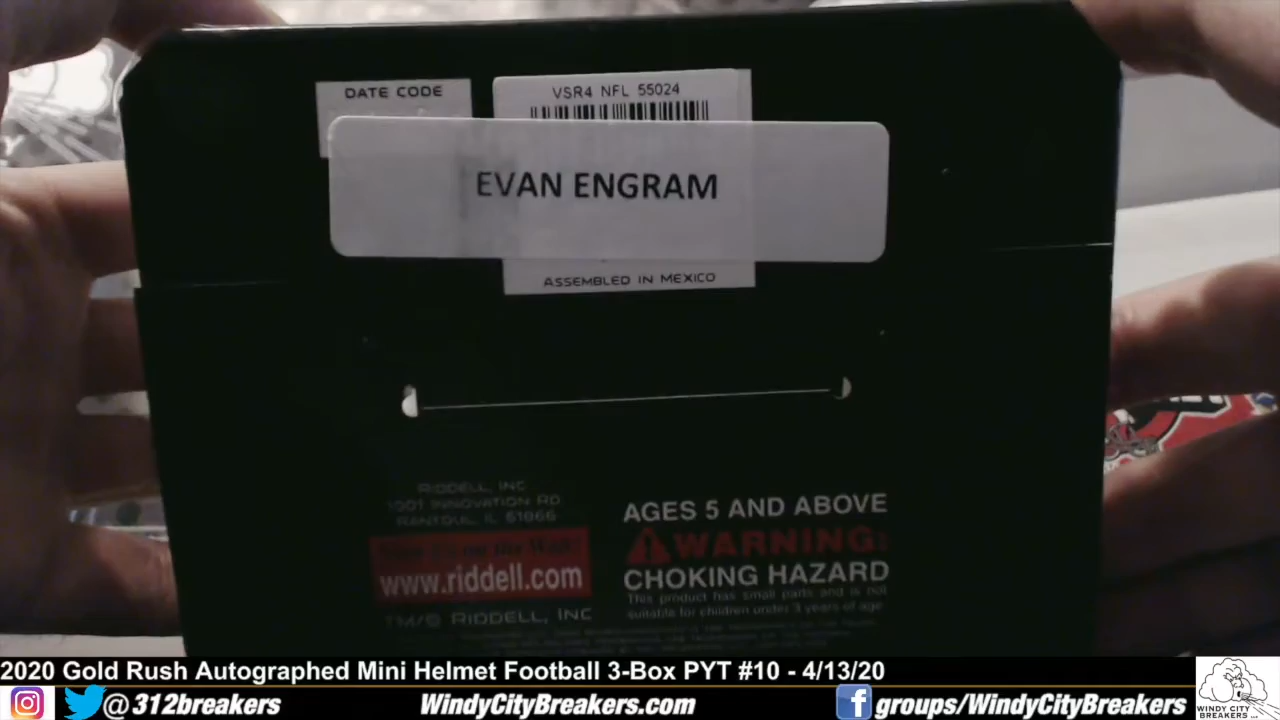 DATE CODE
VSR4 NFL 55024
EVAN ENGRAM
ASSEMBLED IN MEXICO
RIDDELL, INC
1001 INNOVATION RD
RANTOUL, IL 61866
www.riddell.com
TM/® RIDDELL, INC
AGES 5 AND ABOVE
WARNING:
CHOKING HAZARD
This product has small parts and is not
suitable for children under 3 years of age
2020 Gold Rush Autographed Mini Helmet Football 3-Box PYT #10 - 4/13/20
@312breakers
WindyCityBreakers.com
groups/WindyCityBreakers
WINDY CITY
BREAKERS